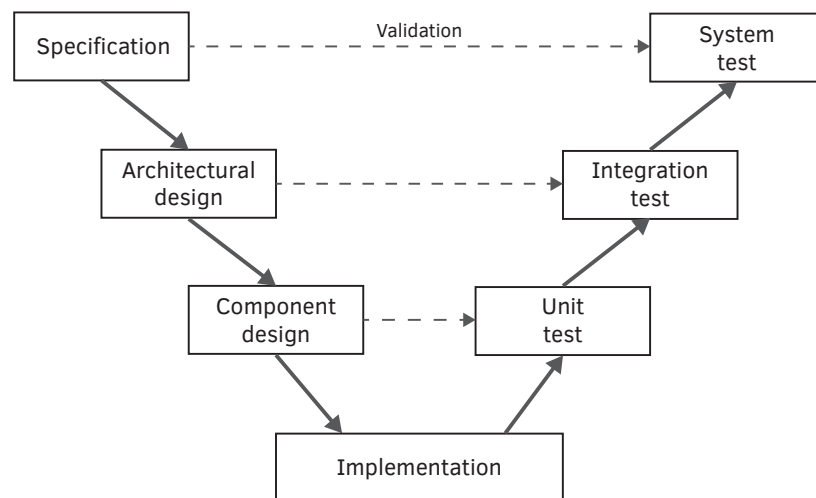 Specification
Validation
System
test
Architectural
design
Integration
test
Component
design
Unit
test
Implementation